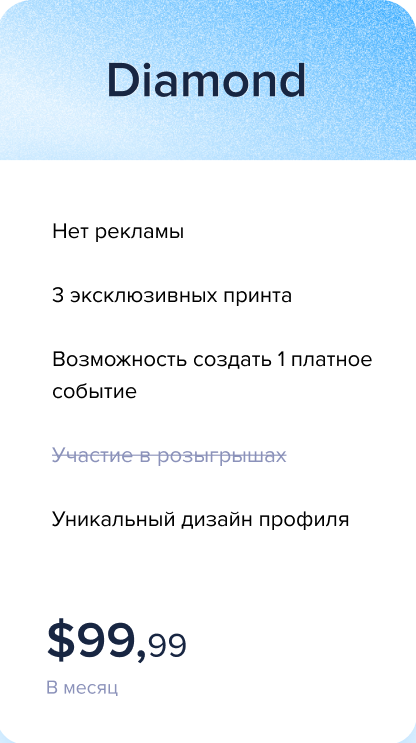 Diamond
Нет рекламы
3 эксклюзивных принта
Возможность создать 1 платное
событие
Участие в розыгрышах
Уникальный дизайн профиля
$99,99
В месяц